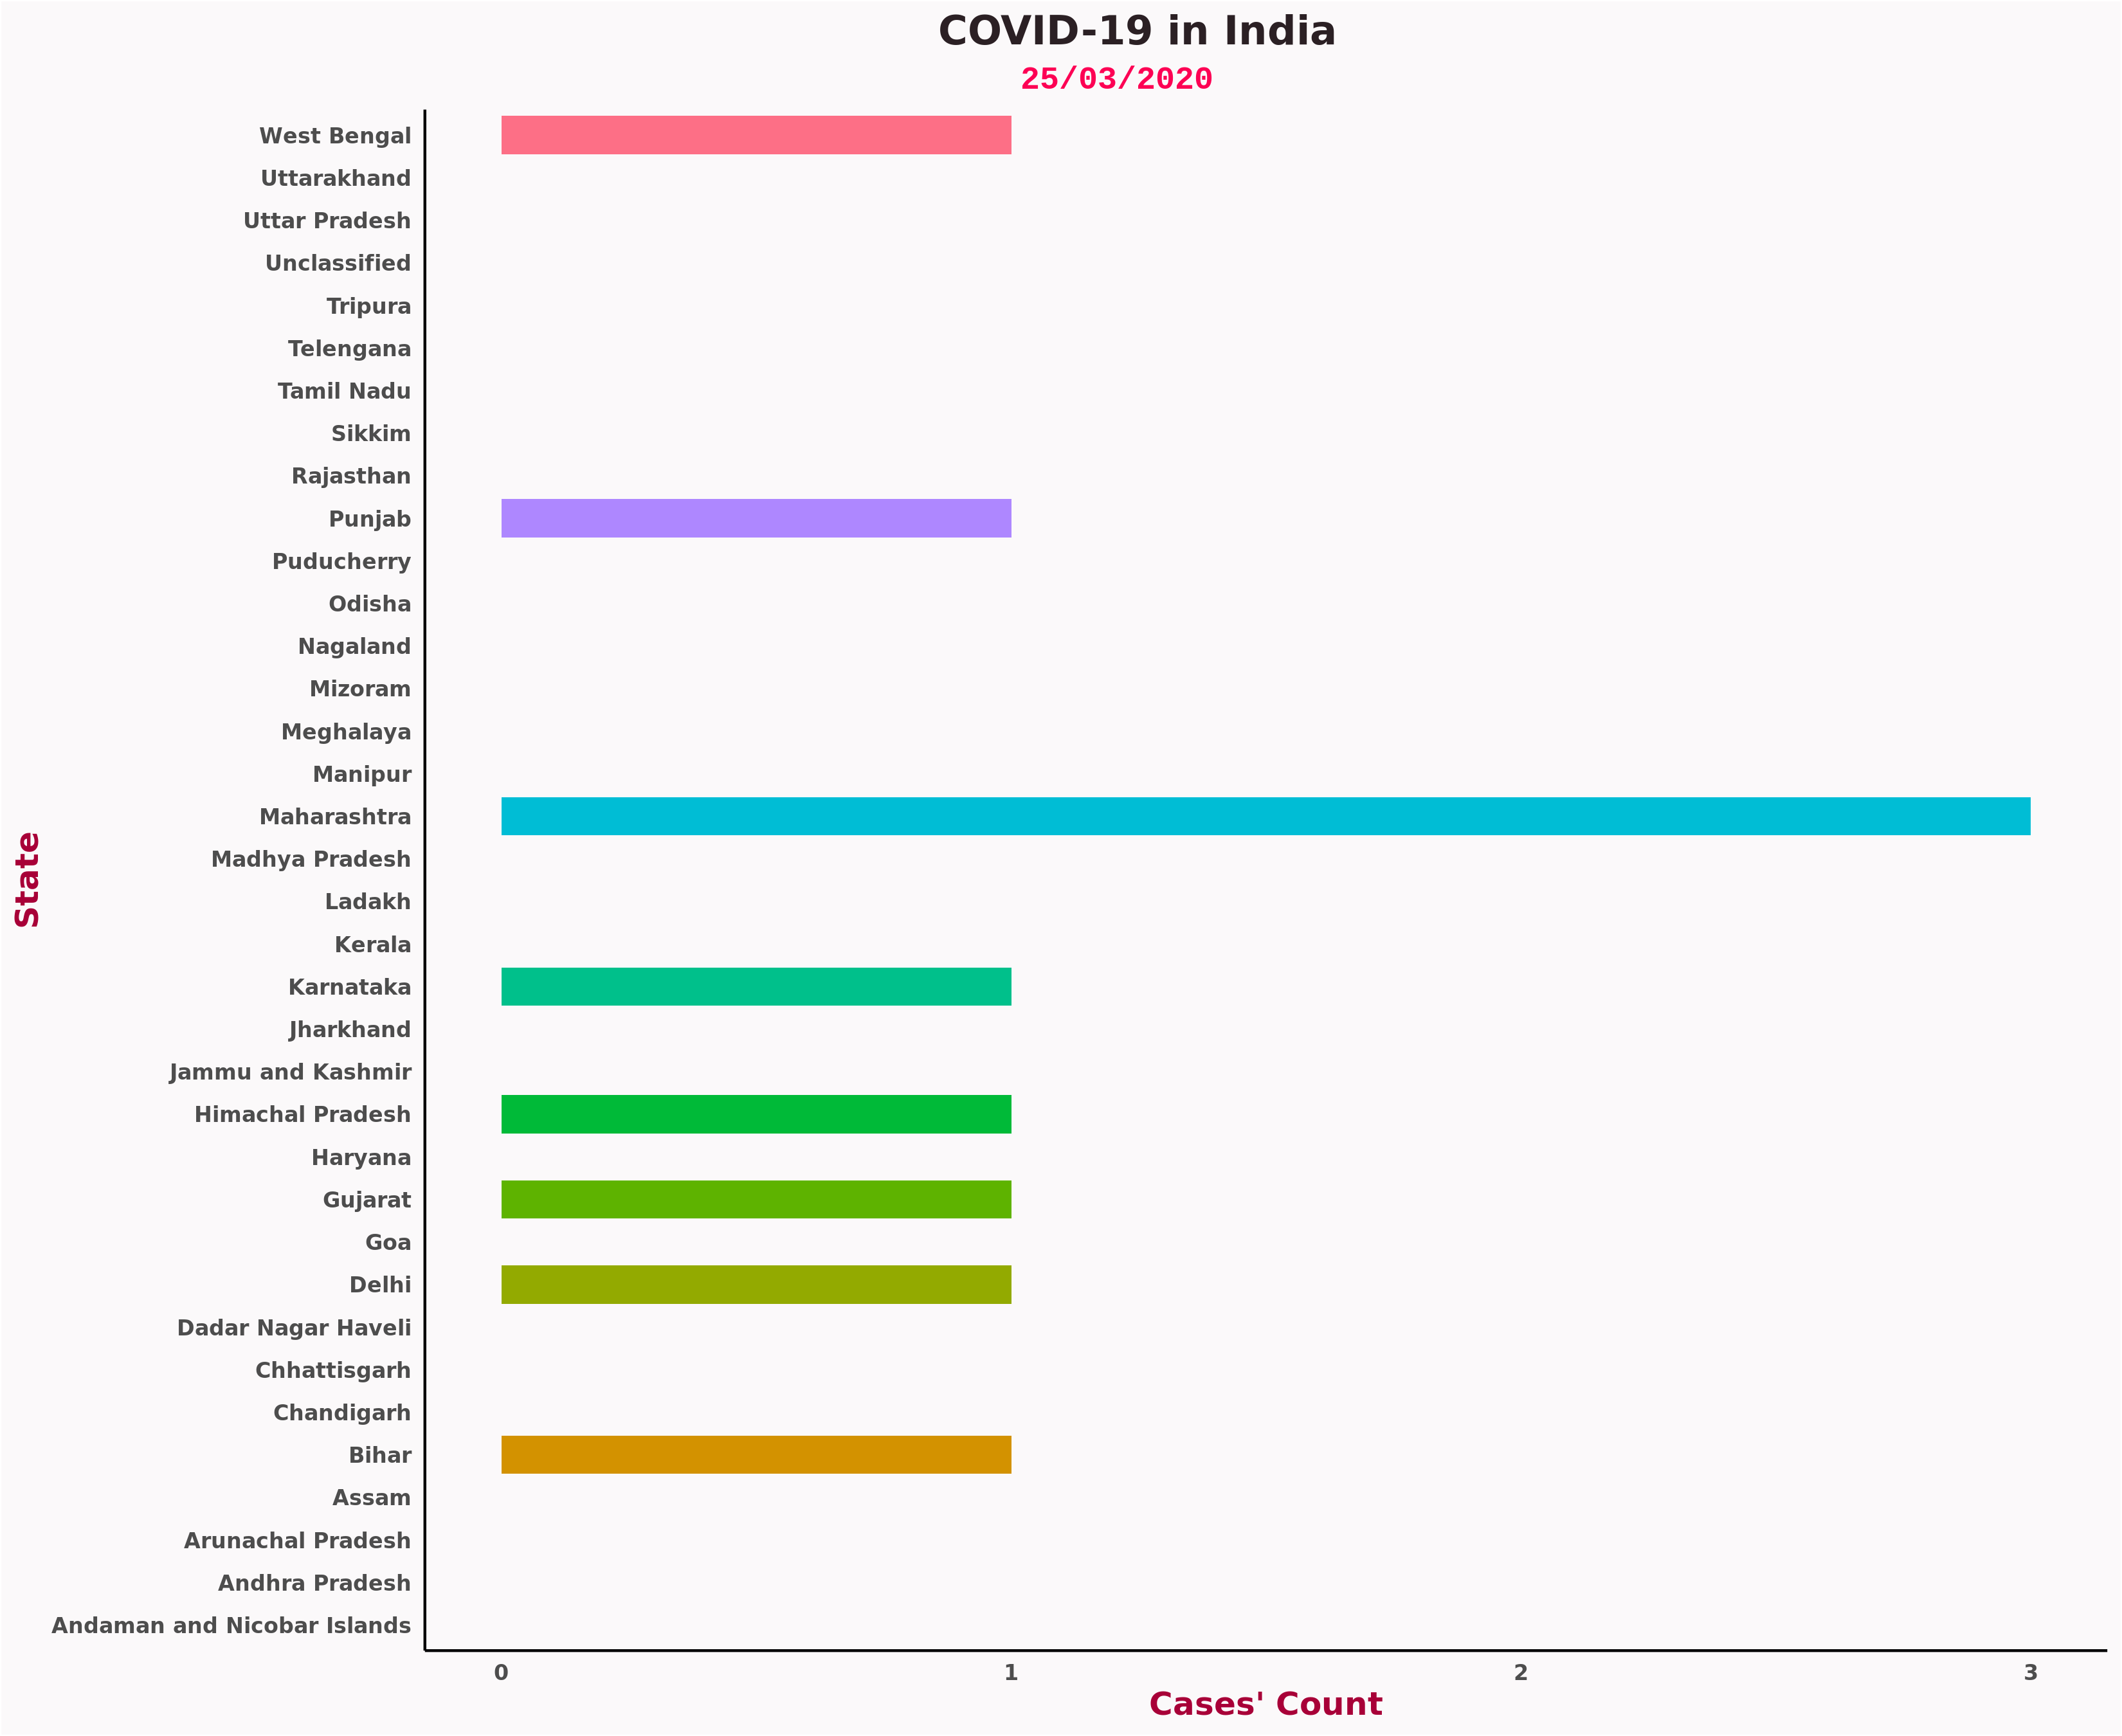 COVID-19 in India
25/03/2020
West Bengal
Uttarakhand
Uttar Pradesh
Unclassified
Tripura
Telengana
Tamil Nadu
Sikkim
Rajasthan
Punjab
Puducherry
Odisha
Nagaland
Mizoram
Meghalaya
Manipur
Maharashtra
Madhya Pradesh
Ladakh
Kerala
Karnataka
Jharkhand
Jammu and Kashmir
Himachal Pradesh
Haryana
Gujarat
Goa
Delhi
Dadar Nagar Haveli
Chhattisgarh
Chandigarh
Bihar
Assam
Arunachal Pradesh
Andhra Pradesh
Andaman and Nicobar Islands
State
0 1 2 3
Cases' Count